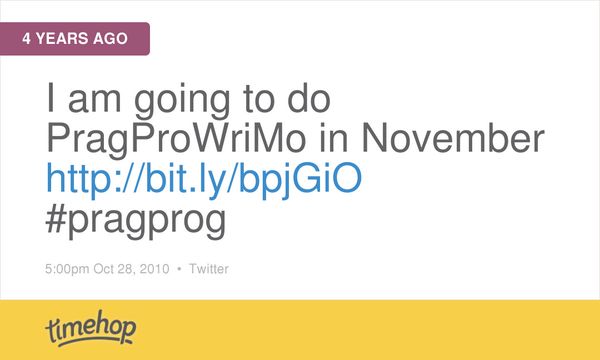 4 YEARS AGO
I am going to do
PragProWriMo in November
http://bit.ly/bpjGiO
#pragprog
5:00pm Oct 28, 2010 • Twitter
timehop